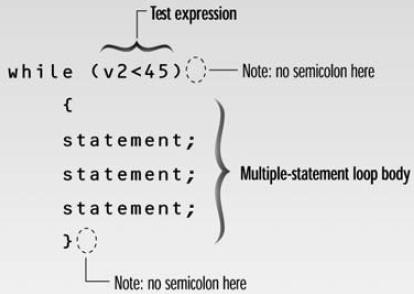 Test expression
while (v2<45)
Note: no semicolon here
{
statement;
statement;
statement;
Multiple-statement loop body
}
Note: no semicolon here